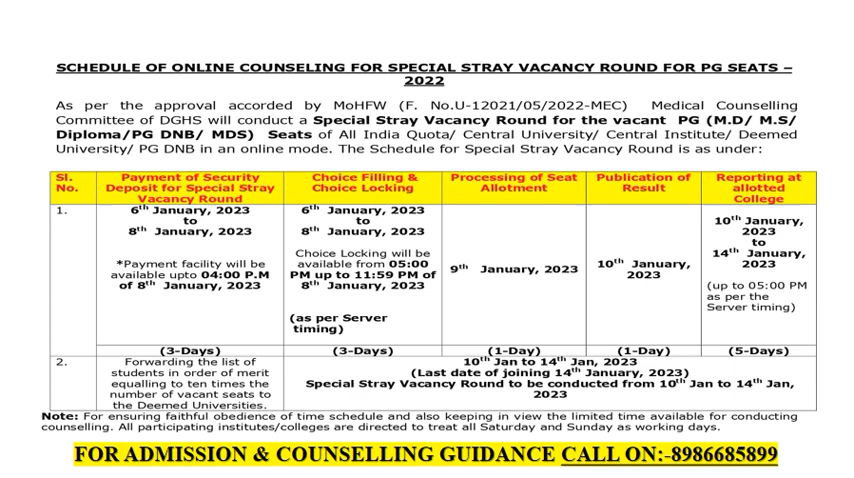 SCHEDULE OF ONLINE COUNSELING FOR SPECIAL STRAY VACANCY ROUND FOR PG SEATS –
2022
As per the approval accorded by MoHFW (F. No.U-12021/05/2022-MEC) Medical Counselling
Committee of DGHS will conduct a Special Stray Vacancy Round for the vacant PG (M.D/ M.S/
Diploma/PG DNB/ MDS) Seats of All India Quota/ Central University/ Central Institute/ Deemed
University/ PG DNB in an online mode. The Schedule for Special Stray Vacancy Round is as under:
Sl.
No.
Payment of Security
Deposit for Special Stray
Vacancy Round
Choice Filling &
Choice Locking
Processing of Seat
Allotment
Publication of
Result
Reporting at
allotted
College
1.
6th January, 2023
to
8th January, 2023
*Payment facility will be
available upto 04:00 P.M
of 8th January, 2023
6th January, 2023
to
8th January, 2023
Choice Locking will be
available from 05:00
PM up to 11:59 PM of
8th January, 2023
(as per Server
timing)
9th January, 2023
10th January,
2023
10th January,
2023
to
14th January,
2023
(up to 05:00 PM
as per the
Server timing)
(3-Days)
(3-Days)
(1-Day)
(1-Day)
(5-Days)
2.
Forwarding the list of
students in order of merit
equalling to ten times the
number of vacant seats to
the Deemed Universities.
10th Jan to 14th Jan, 2023
(Last date of joining 14th January, 2023)
Special Stray Vacancy Round to be conducted from 10th Jan to 14th Jan,
2023
Note: For ensuring faithful obedience of time schedule and also keeping in view the limited time available for conducting
counselling. All participating institutes/colleges are directed to treat all Saturday and Sunday as working days.
FOR ADMISSION & COUNSELLING GUIDANCE CALL ON:-8986685899